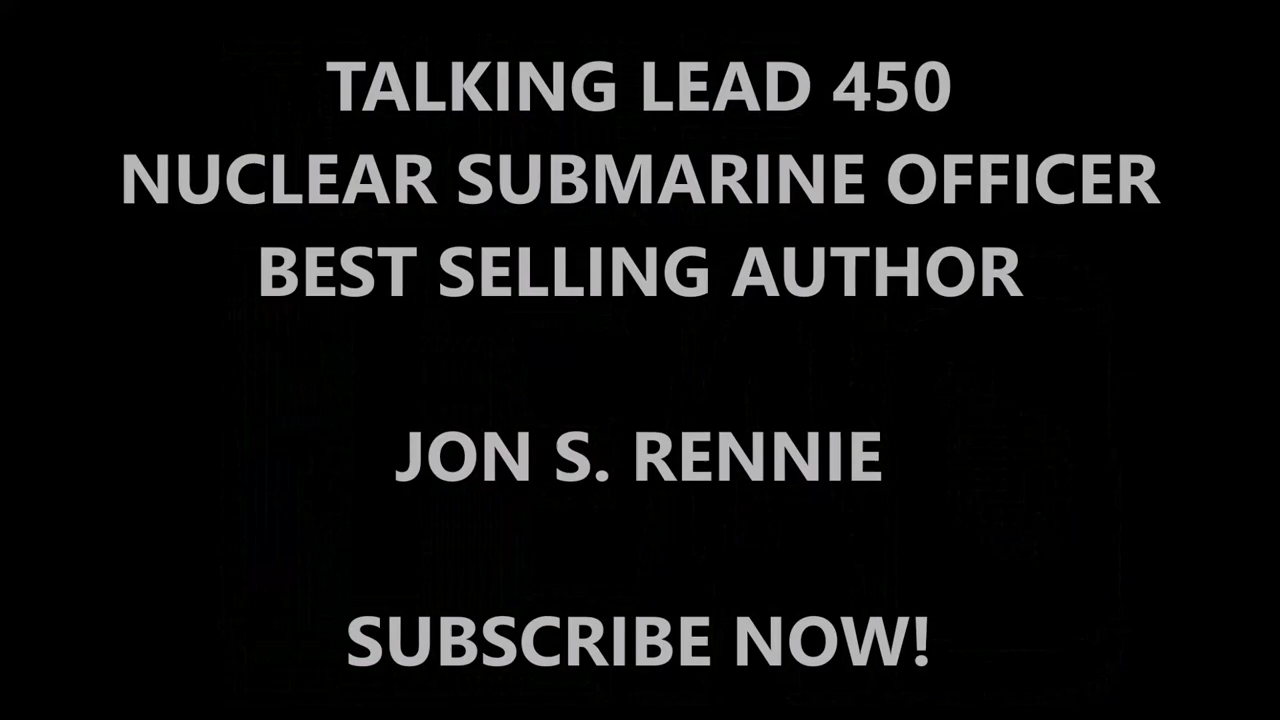 TALKING LEAD 450
NUCLEAR SUBMARINE OFFICER
BEST SELLING AUTHOR
JON S. RENNIE
SUBSCRIBE NOW!